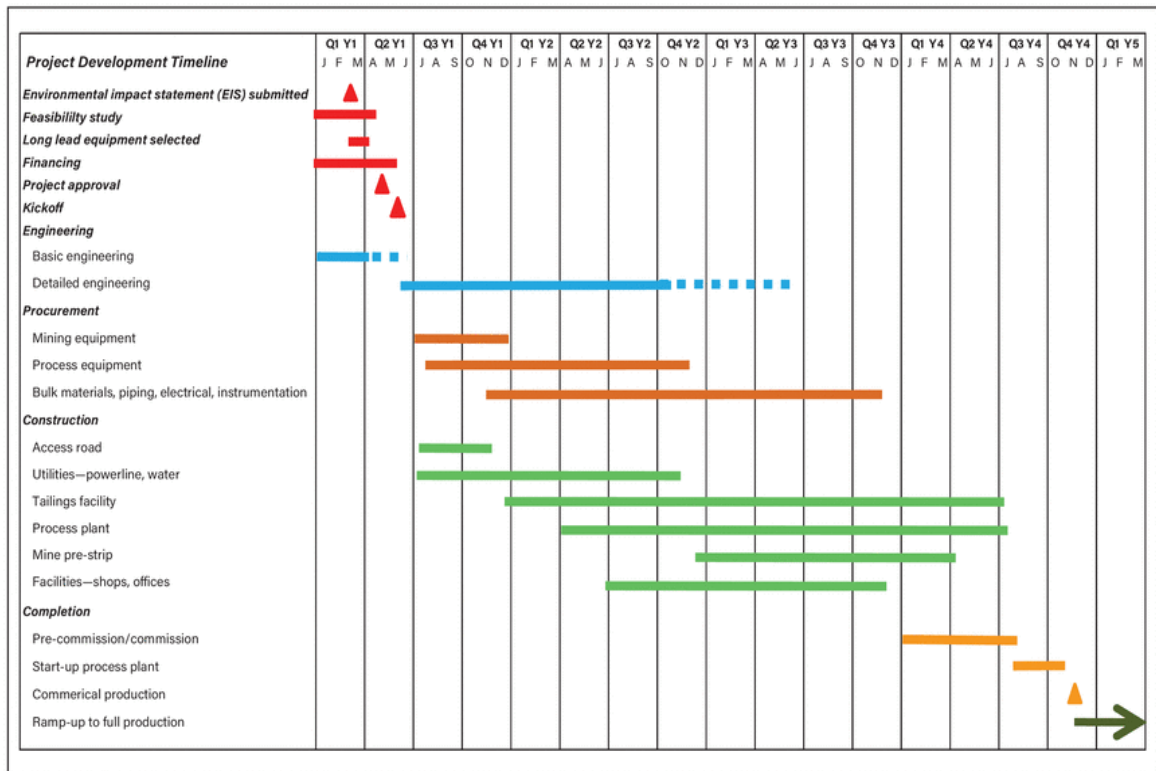 Q1 Y1 Q2 Y1 Q3 Y1 Q4 Y1 Q1 Y2 Q2 Y2 Q3 Y2 Q4 Y2 Q1 Y3 Q2 Y3 Q3 Y3 Q4 Y3 Q1 Y4 Q2 Y4 Q3 Y4 Q4 Y4 Q1 Y5
Project Development Timeline J F M A M J J A S O N D J F M A M J J A S O N D J F M A M J J A S O N D J F M A M J J A S O N D J F M
Environmental impact statement (EIS) submitted
Feasibililty study
Long lead equipment selected
Financing
Project approval
Kickoff
Engineering
Basic engineering
Detailed engineering
Procurement
Mining equipment
Process equipment
Bulk materials, piping, electrical, instrumentation
Construction
Access road
Utilities—powerline, water
Tailings facility
Process plant
Mine pre-strip
Facilities—shops, offices
Completion
Pre-commission/commission
Start-up process plant
Commerical production
Ramp-up to full production